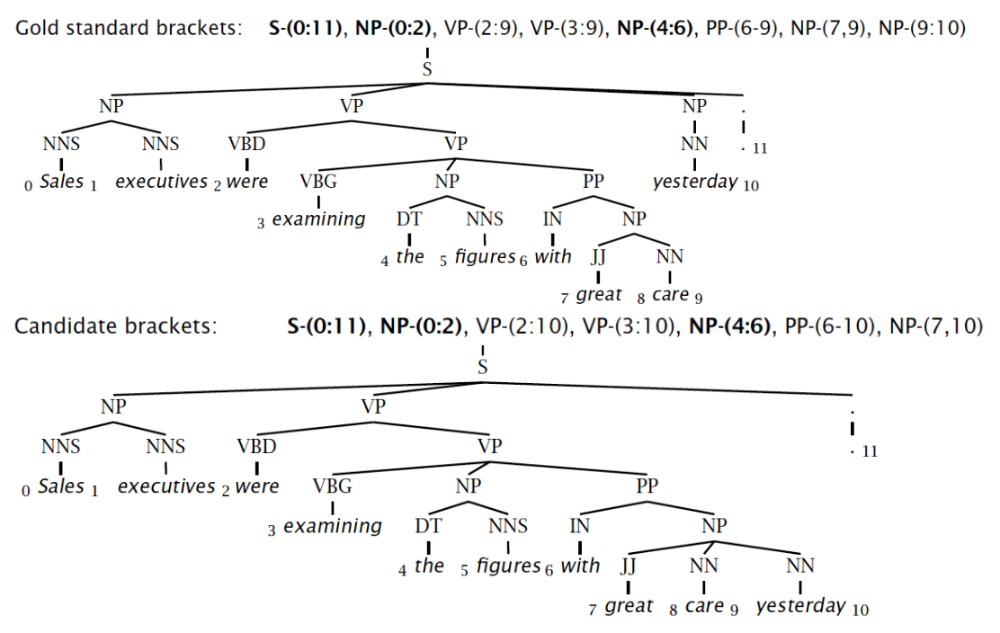 Gold standard brackets: S-(0:11), NP-(0:2), VP-(2:9), VP-(3:9), NP-(4:6), PP-(6-9), NP-(7,9), NP-(9:10)
S
NP VP NP .
NNS NNS VBD VP NN . 11
0 Sales 1 executives 2 were VBG NP PP yesterday 10
3 examining DT NNS IN NP
4 the 5 figures 6 with JJ NN
7 great 8 care 9
Candidate brackets: S-(0:11), NP-(0:2), VP-(2:10), VP-(3:10), NP-(4:6), PP-(6-10), NP-(7,10)
S
NP VP .
NNS NNS VBD VP . 11
0 Sales 1 executives 2 were VBG NP PP
3 examining DT NNS IN NP
4 the 5 figures 6 with JJ NN NN
7 great 8 care 9 yesterday 10